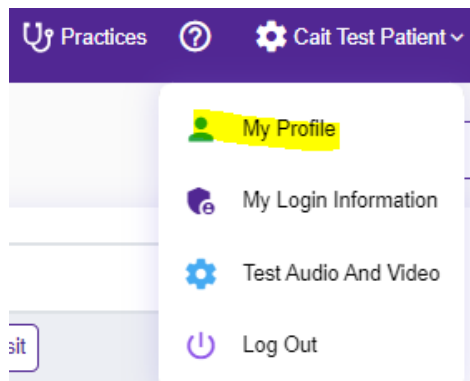 Practices
?
Cait Test Patient
My Profile
My Login Information
Test Audio And Video
sit
Log Out